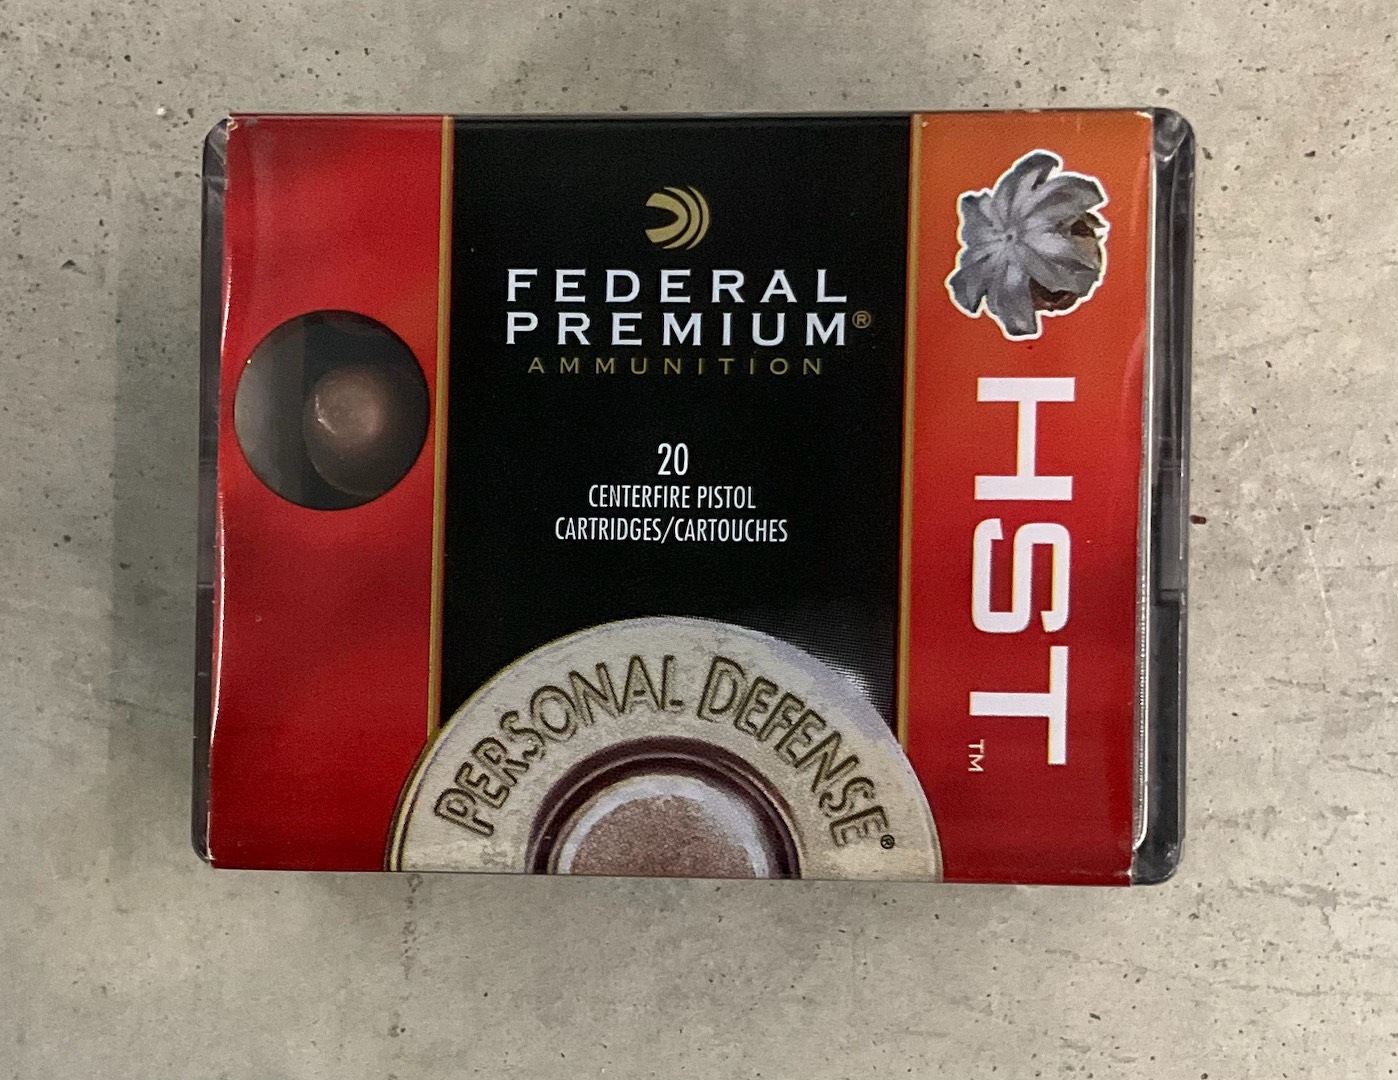 FEDERAL
PREMIUM®
AMMUNITION
20
CENTERFIRE PISTOL
CARTRIDGES/CARTOUCHES
PERSONAL DEFENSE®
HST™